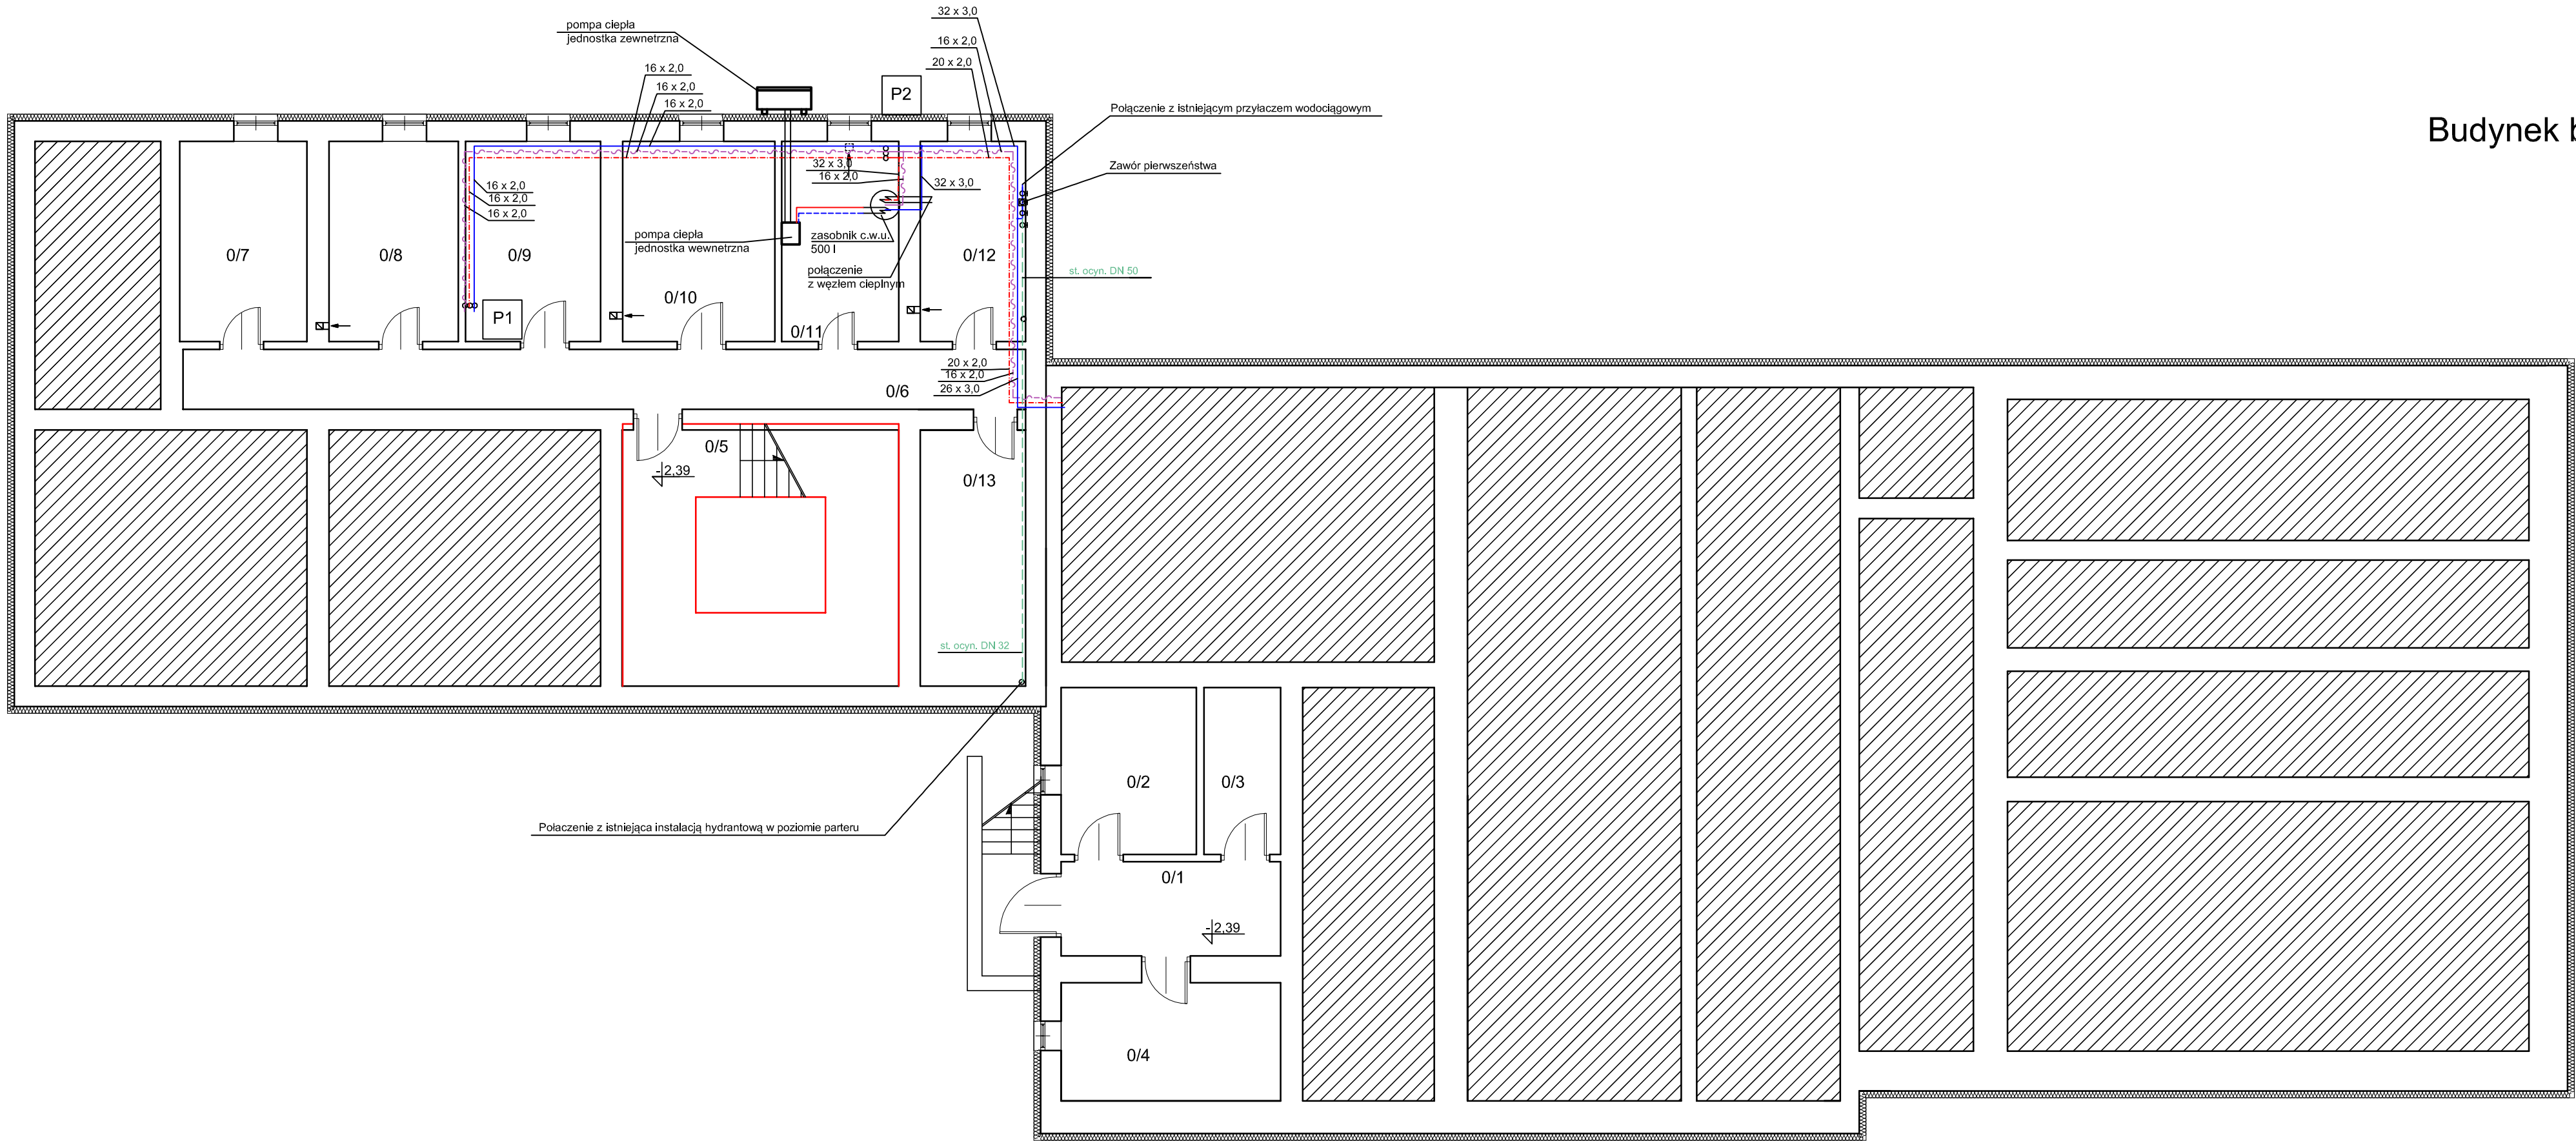 32 x 3,0
pompa ciepła
jednostka zewnetrzna
16 x 2,0
20 x 2,0
16 x 2,0
16 x 2,0
16 x 2,0
P2
Połączenie z istniejącym przyłaczem wodociągowym
Budynek b
Zawór pierwszeństwa
32 x 3,0
16 x 2,0
32 x 3,0
16 x 2,0
16 x 2,0
16 x 2,0
pompa ciepła
jednostka wewnetrzna
zasobnik c.w.u.
500 l
0/7
0/8
0/9
0/12
połączenie
z węzłem cieplnym
st. ocyn. DN 50
0/10
P1
0/11
20 x 2,0
16 x 2,0
26 x 3,0
0/6
0/5
-2,39
0/13
st. ocyn. DN 32
0/2
0/3
Połaczenie z istniejąca instalacją hydrantową w poziomie parteru
0/1
-2,39
0/4